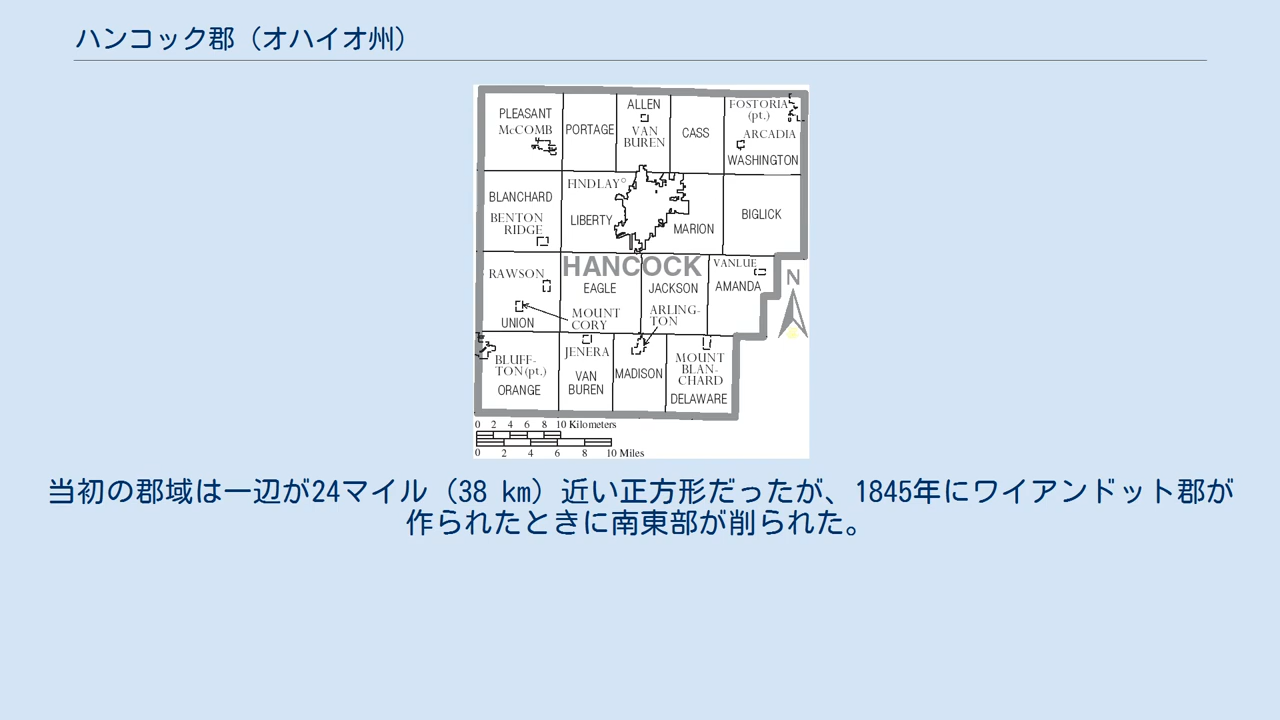 ハンコック郡（オハイオ州）
PLEASANT
McCOMB
PORTAGE
ALLEN
VAN
BUREN
CASS
FOSTORIA
(pt.)
ARCADIA
WASHINGTON
BLANCHARD
BENTON
RIDGE
FINDLAY°
LIBERTY
MARION
BIGLICK
HANCOCK
RAWSON
UNION
EAGLE
MOUNT
CORY
JACKSON
ARLING-
TON
VANLUE
AMANDA
N
BLUFF-
TON(pt.)
ORANGE
JENERA
VAN
BUREN
MADISON
MOUNT
BLAN-
CHARD
DELAWARE
0 2 4 6 8 10 Kilometers
0 2 4 6 8 10 Miles
当初の郡域は一辺が24マイル（38 km）近い正方形だったが、1845年にワイアンドット郡が
作られたときに南東部が削られた。